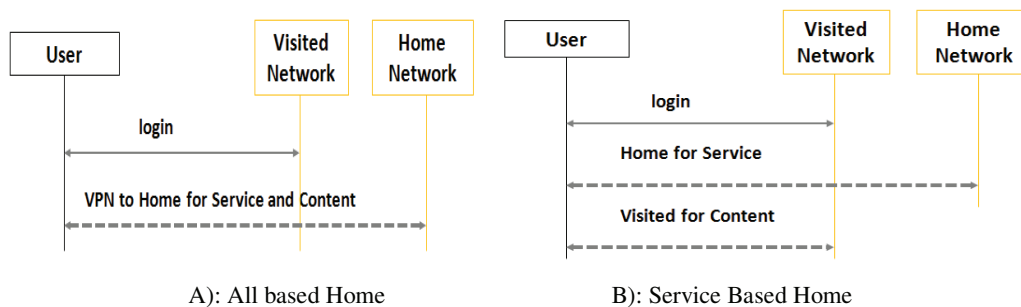 User
Visited
Network
Home
Network
login
VPN to Home for Service and Content
A): All based Home
User
Visited
Network
Home
Network
login
Home for Service
Visited for Content
B): Service Based Home